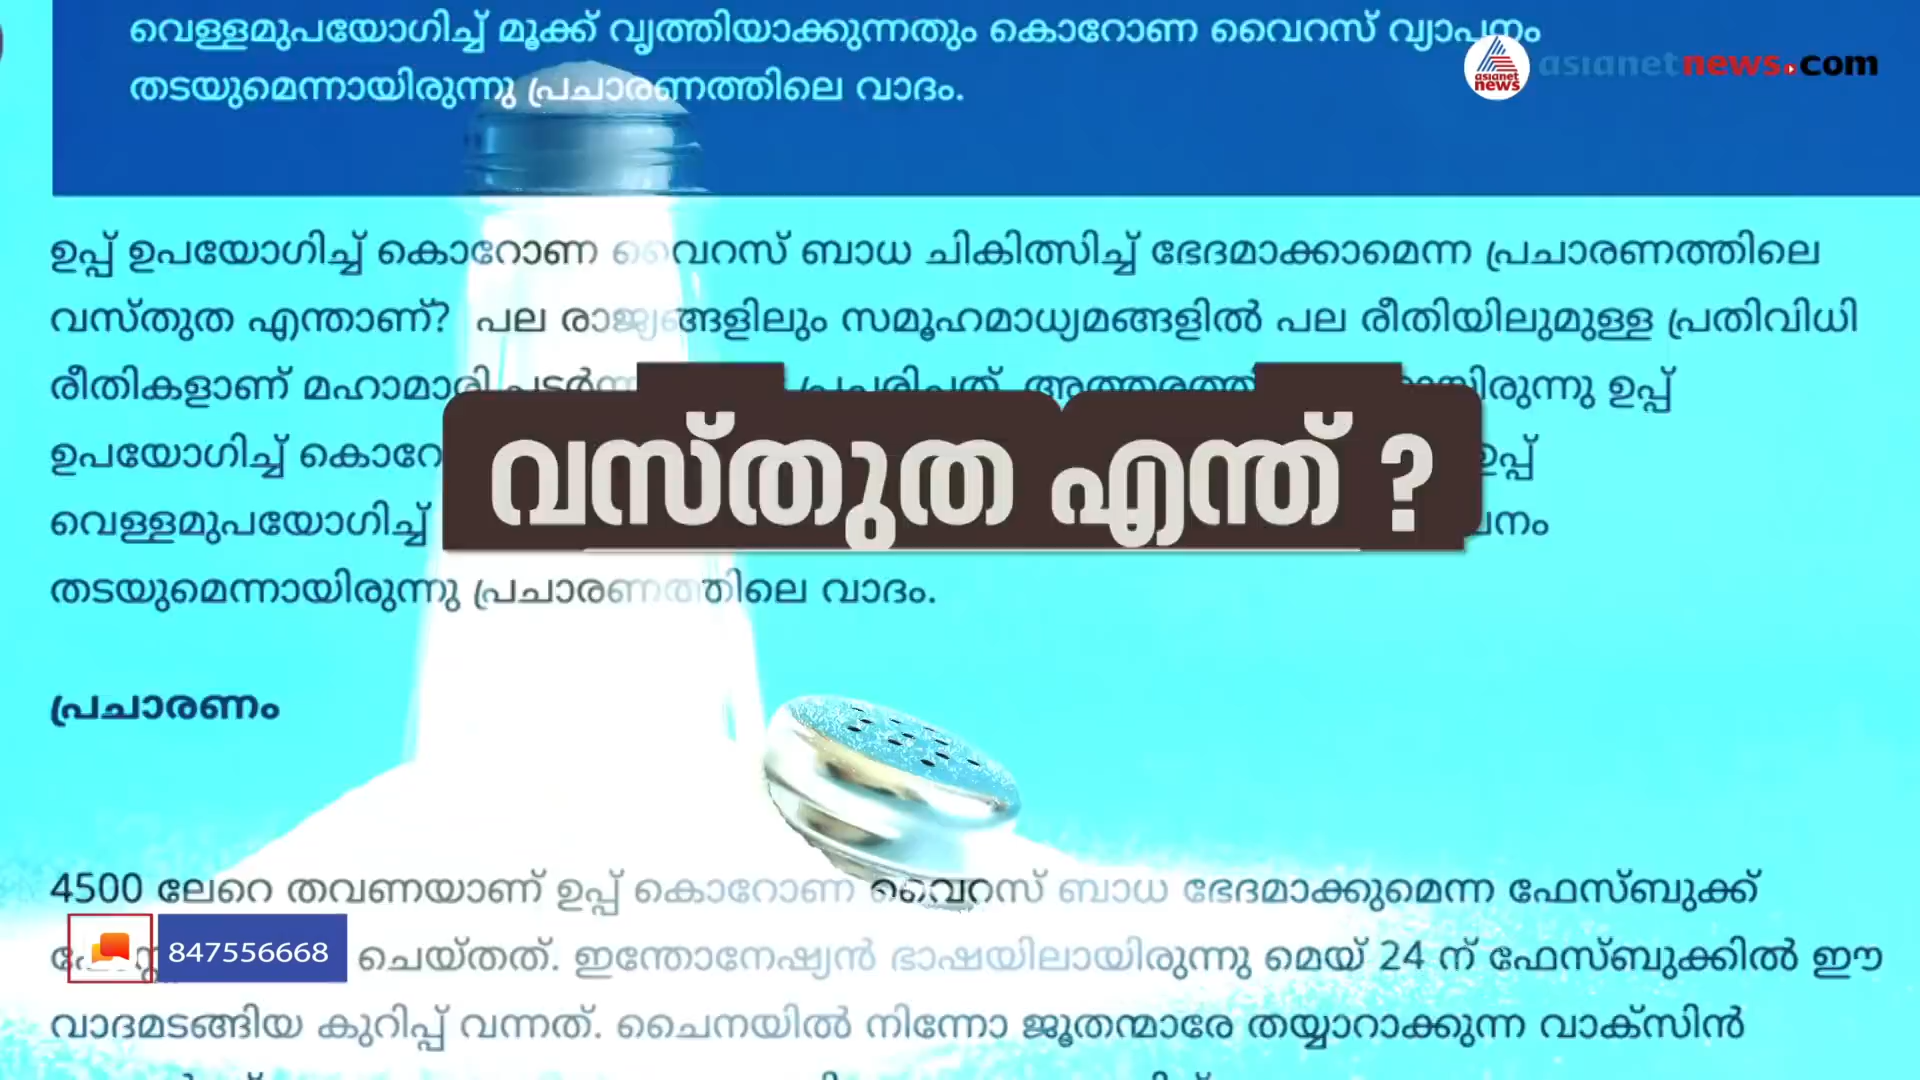 വെള്ളമുപയോഗിച്ച് മൂക്ക് വൃത്തിയാക്കുന്നതും കൊറോണ വൈറസ് വ്യാപനം
തടയുമെന്നായിരുന്നു പ്രചാരണത്തിലെ വാദം.
asianet news
asianetnews.com
ഉപ്പ് ഉപയോഗിച്ച് കൊറോണ വൈറസ് ബാധ ചികിത്സിച്ച് ഭേദമാക്കാമെന്ന പ്രചാരണത്തിലെ
വസ്തുത എന്താണ്? പല രാജ്യങ്ങളിലും സമൂഹമാധ്യമങ്ങളിൽ പല രീതിയിലുമുള്ള പ്രതിവിധി
രീതികളാണ് മഹാമാരി ഉപ്പ്
വസ്തുത എന്ത് ?
ഉപയോഗിച്ച് ഉപ്പ്
വെള്ളമുപയോഗിച്ച്
തടയുമെന്നായിരുന്നു പ്രചാരണത്തിലെ വാദം.
പ്രചാരണം
4500 ലേറെ തവണയാണ് ഉപ്പ് കൊറോണ വൈറസ് ബാധ ഭേദമാക്കുമെന്ന ഫേസ്ബുക്ക്
847556668
ചെയ്തത്. ഇന്തോനേഷ്യൻ ഭാഷയിലായിരുന്നു മെയ് 24 ന് ഫേസ്ബുക്കിൽ ഈ
വാദമടങ്ങിയ കുറിപ്പ് വന്നത്. ചൈനയിൽ നിന്നോ ജൂതന്മാരേ തയ്യാറാക്കുന്ന വാക്സിൻ